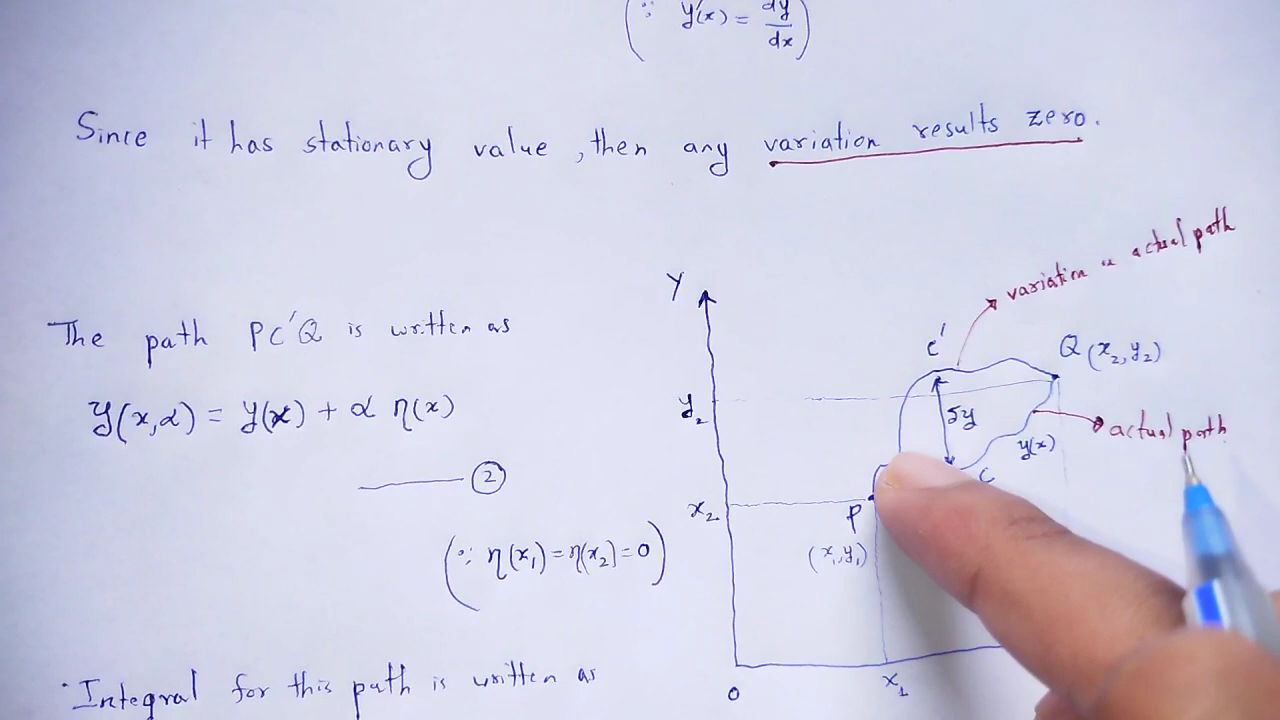 (∵ y'(x) = dy/dx)
Since it has stationary value, then any variation results zero.
The path PC'Q is written as
y(x,α) = y(x) + α η(x)
② 
(∵ η(x₁) = η(x₂) = 0)
Integral for this path is written as
Y
variation in actual path
C'
Q (x₂, y₂)
y₂
δy
actual path
y(x)
C
x₂
P
(x₁, y₁)
0
x₁